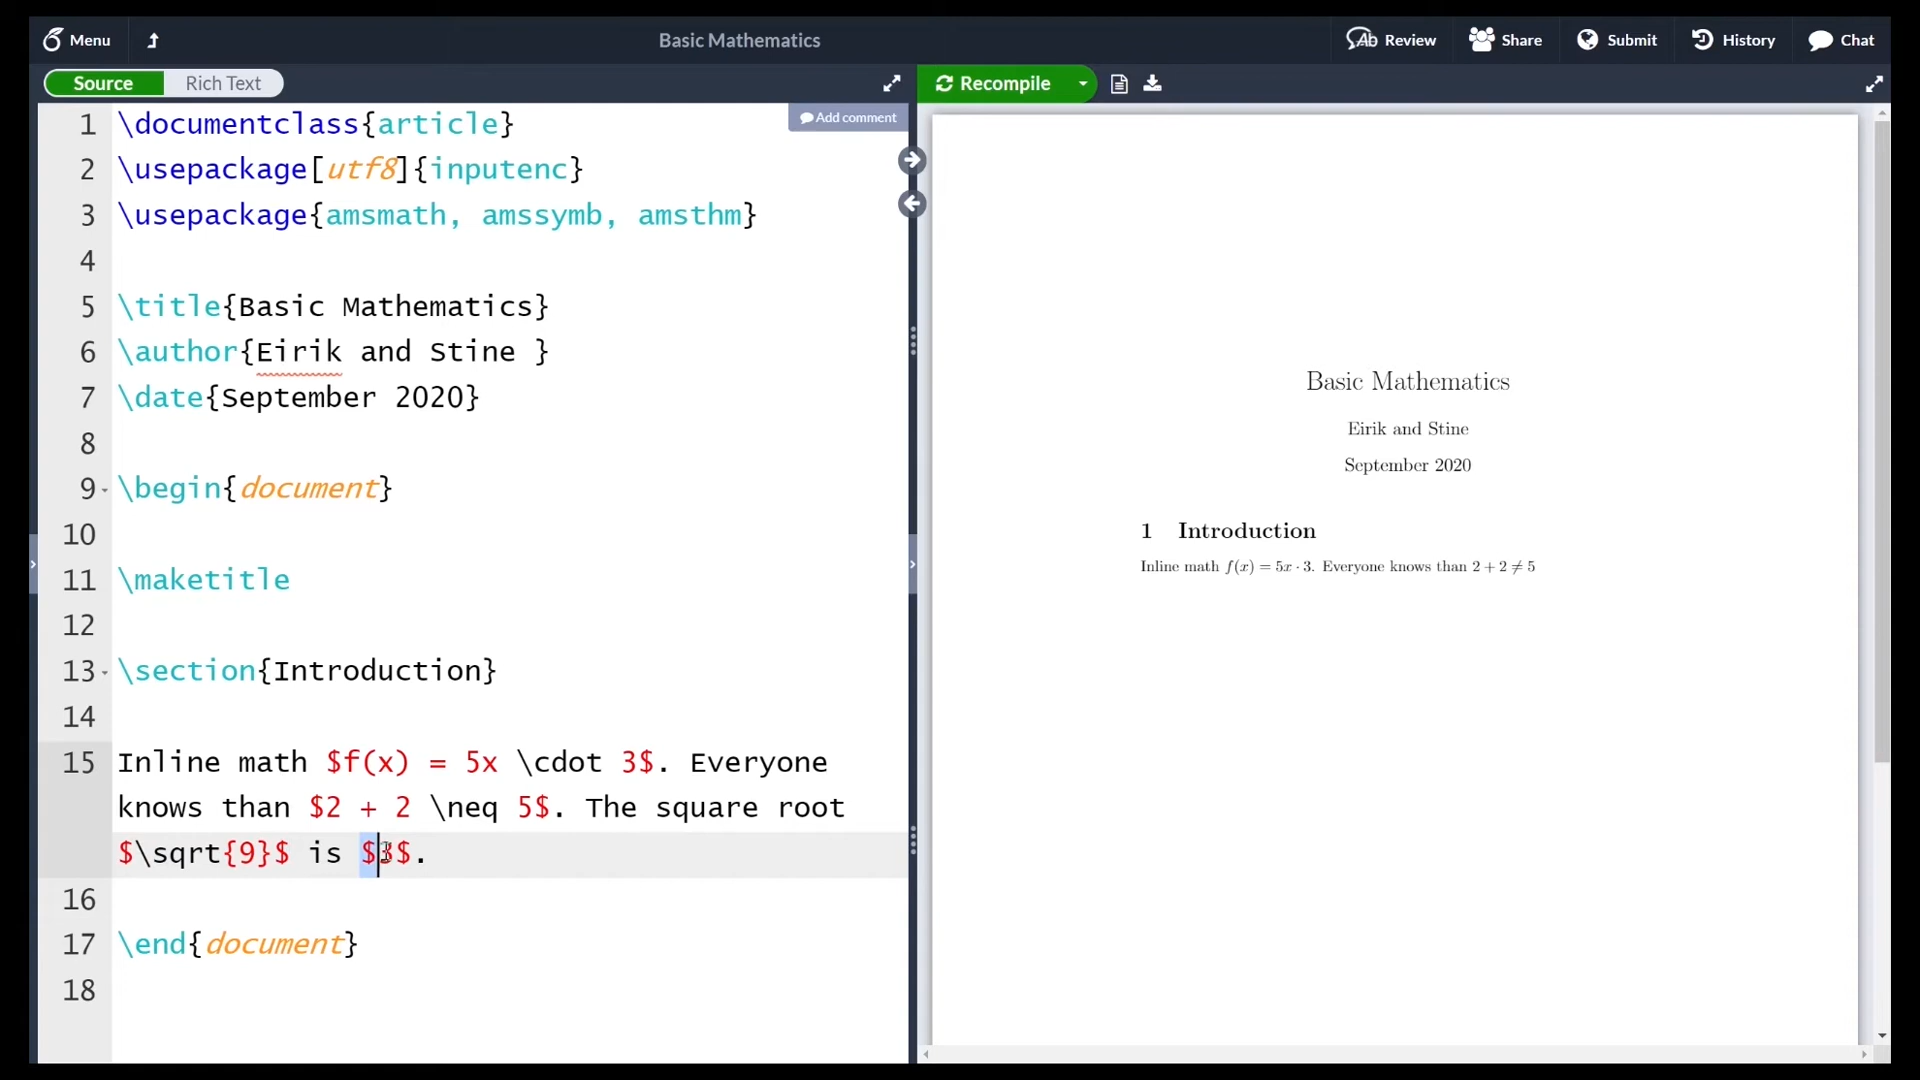 Menu
Basic Mathematics
Review
Share
Submit
History
Chat
Source
Rich Text
Recompile
Add comment
1 \documentclass{article}
2 \usepackage[utf8]{inputenc}
3 \usepackage{amsmath, amssymb, amsthm}
4
5 \title{Basic Mathematics}
6 \author{Eirik and Stine }
7 \date{September 2020}
8
9 \begin{document}
10
11 \maketitle
12
13 \section{Introduction}
14
15 Inline math $f(x) = 5x \cdot 3$. Everyone
knows than $2 + 2 \neq 5$. The square root
$\sqrt{9}$ is $3$.
16
17 \end{document}
18
Basic Mathematics
Eirik and Stine
September 2020
1 Introduction
Inline math f(x) = 5x · 3. Everyone knows than 2 + 2 ≠ 5